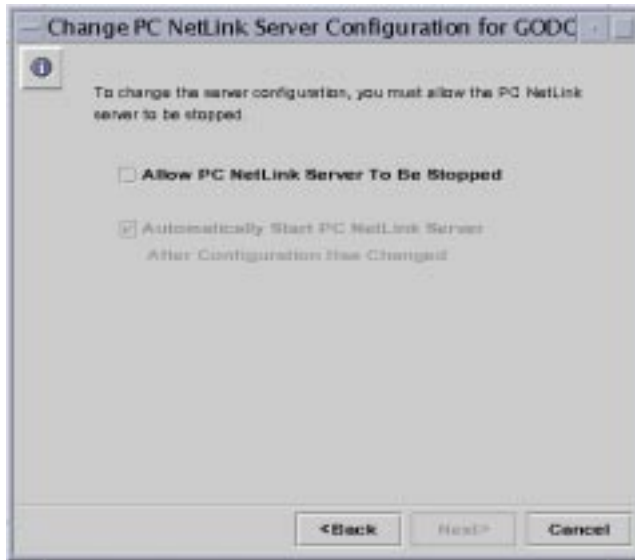 Change PC NetLink Server Configuration for GODC
To change the server configuration, you must allow the PC NetLink
server to be stopped
Allow PC NetLink Server To Be Stopped
Automatically Start PC NetLink Server
After Configuration Has Changed
<Back
Next>
Cancel